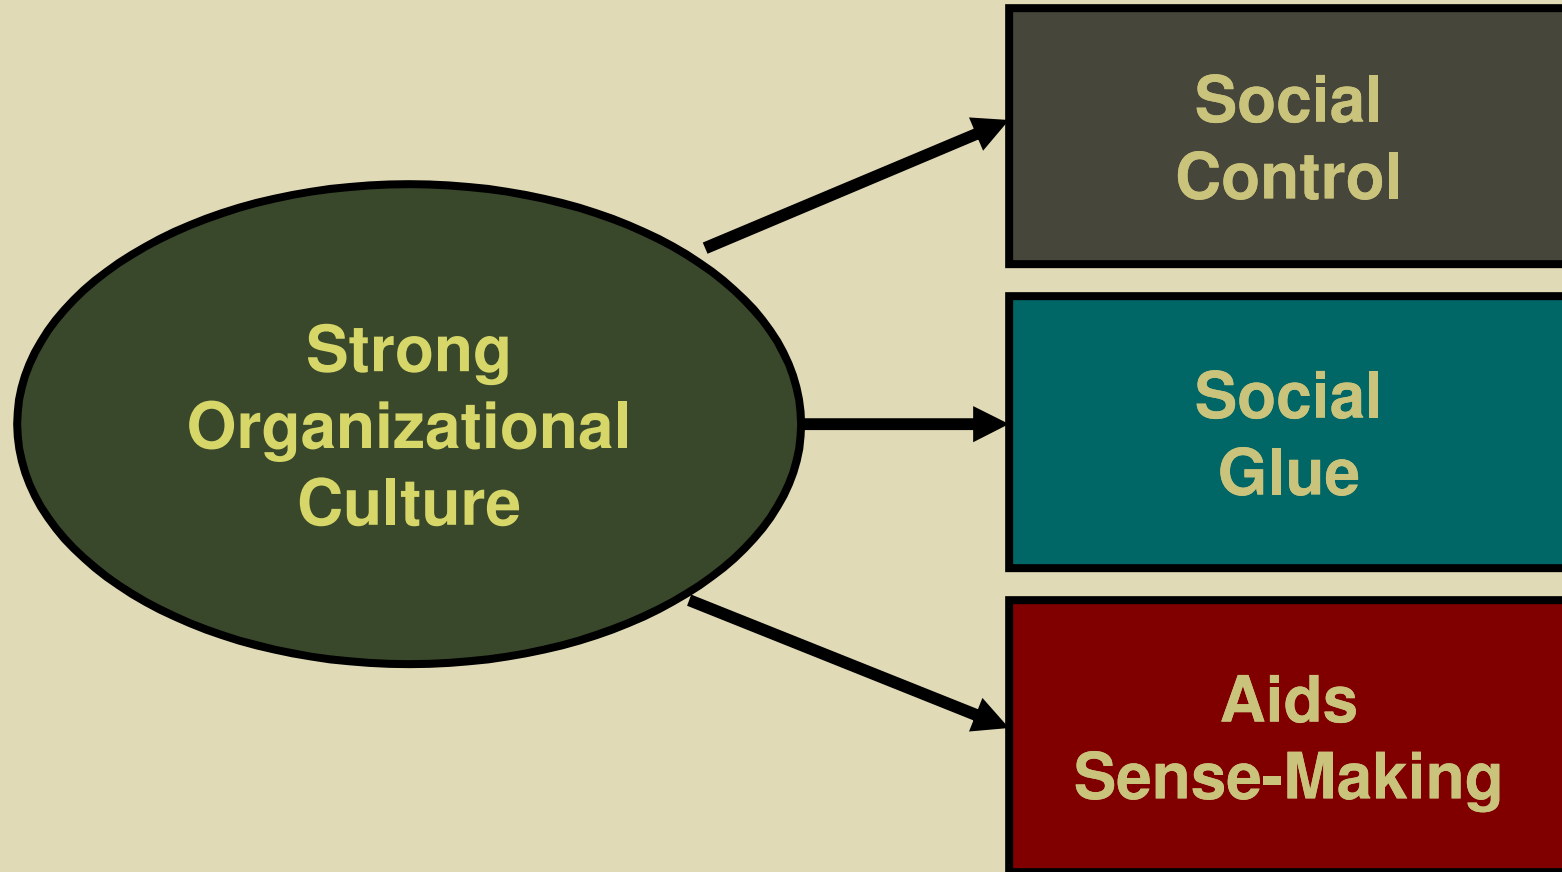 Strong
Organizational
Culture
Social
Control
Social
Glue
Aids
Sense-Making